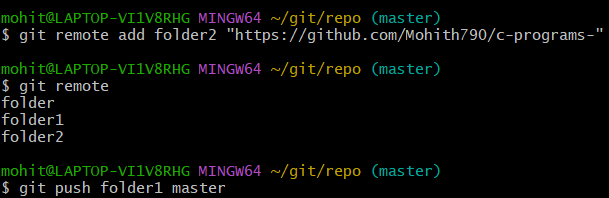 mohit@LAPTOP-VI1V8RHG MINGW64 ~/git/repo (master)
$ git remote add folder2 "https://github.com/Mohith790/c-programs-"
mohit@LAPTOP-VI1V8RHG MINGW64 ~/git/repo (master)
$ git remote
folder
folder1
folder2
mohit@LAPTOP-VI1V8RHG MINGW64 ~/git/repo (master)
$ git push folder1 master